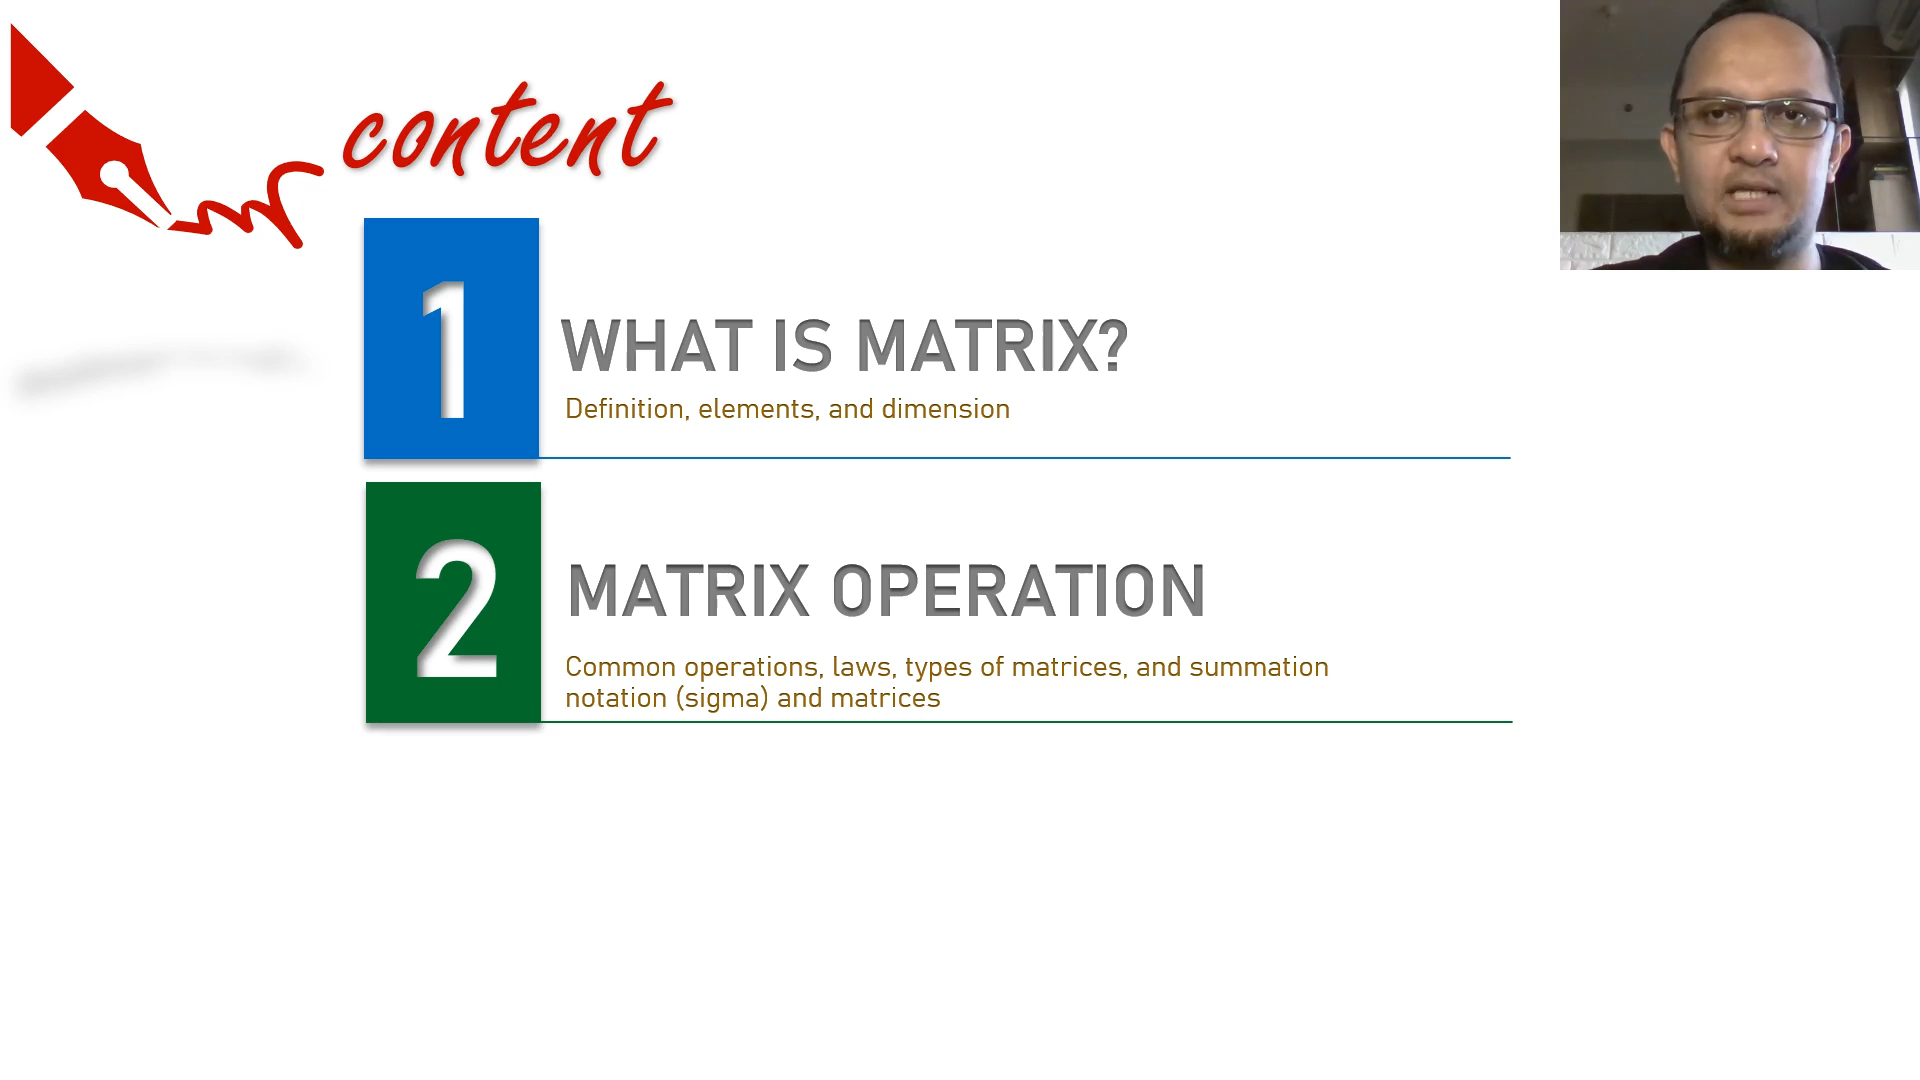 content
1
WHAT IS MATRIX?
Definition, elements, and dimension
2
MATRIX OPERATION
Common operations, laws, types of matrices, and summation
notation (sigma) and matrices